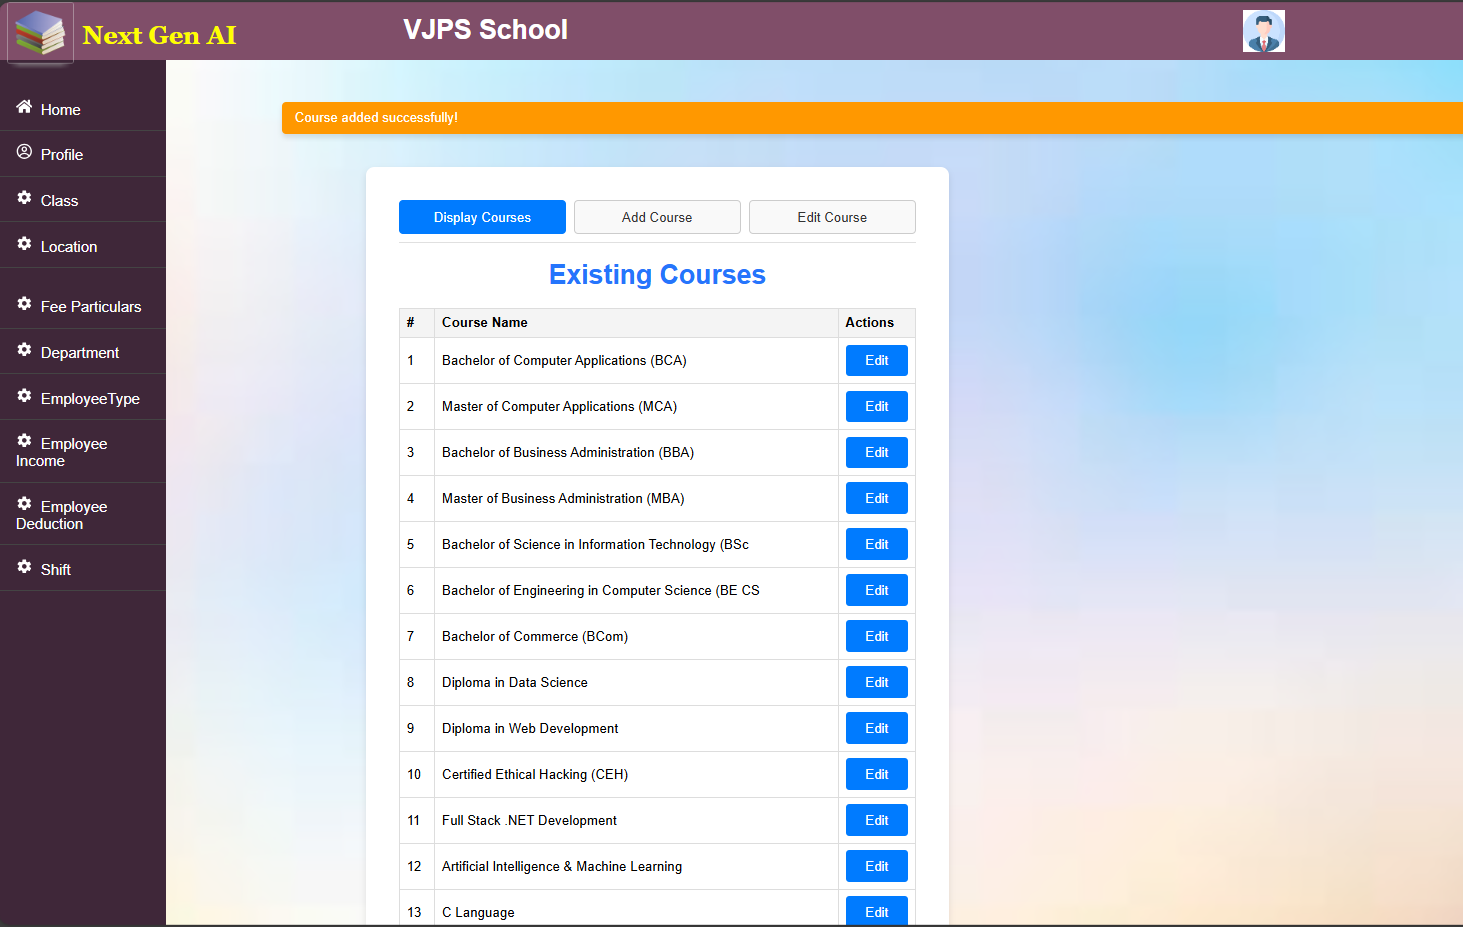 Next Gen AI
VJPS School
Home
Profile
Class
Location
Fee Particulars
Department
EmployeeType
Employee
Income
Employee
Deduction
Shift
Course added successfully!
Display Courses
Add Course
Edit Course
Existing Courses
# Course Name Actions
1 Bachelor of Computer Applications (BCA) Edit
2 Master of Computer Applications (MCA) Edit
3 Bachelor of Business Administration (BBA) Edit
4 Master of Business Administration (MBA) Edit
5 Bachelor of Science in Information Technology (BSc Edit
6 Bachelor of Engineering in Computer Science (BE CS Edit
7 Bachelor of Commerce (BCom) Edit
8 Diploma in Data Science Edit
9 Diploma in Web Development Edit
10 Certified Ethical Hacking (CEH) Edit
11 Full Stack .NET Development Edit
12 Artificial Intelligence & Machine Learning Edit
13 C Language Edit